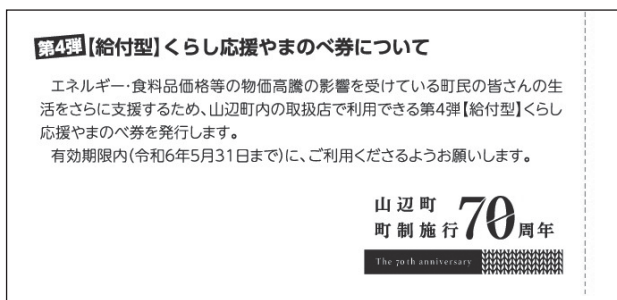 第4弾【給付型】くらし応援やまのべ券について
エネルギー・食料品価格等の物価高騰の影響を受けている町民の皆さんの生
活をさらに支援するため、山辺町内の取扱店で利用できる第4弾【給付型】くらし
応援やまのべ券を発行します。
有効期限内(令和6年5月31日まで)に、ご利用くださるようお願いします。
山辺町
町制施行70周年
The 70th anniversary